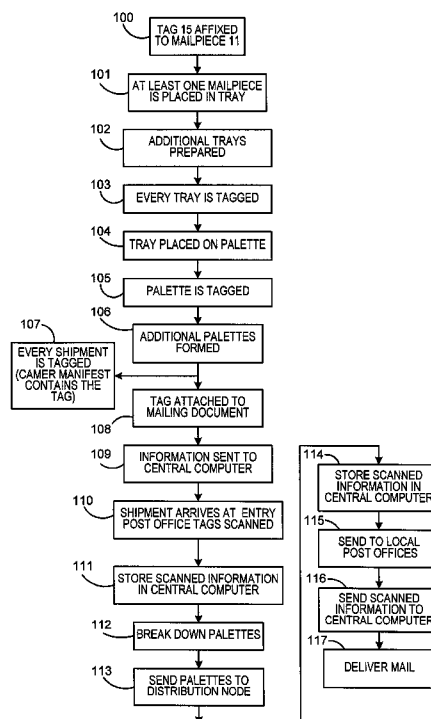 100
TAG 15 AFFIXED
TO MAILPIECE 11
101
AT LEAST ONE MAILPIECE
IS PLACED IN TRAY
102
ADDITIONAL TRAYS
PREPARED
103
EVERY TRAY IS TAGGED
104
TRAY PLACED ON PALETTE
105
PALETTE IS TAGGED
106
ADDITIONAL PALETTES
FORMED
107
EVERY SHIPMENT
IS TAGGED
(CAMER MANIFEST
CONTAINS THE
TAG)
TAG ATTACHED TO
MAILING DOCUMENT
108
109
INFORMATION SENT TO
CENTRAL COMPUTER
110
SHIPMENT ARRIVES AT ENTRY
POST OFFICE TAGS SCANNED
111
STORE SCANNED INFORMATION
IN CENTRAL COMPUTER
112
BREAK DOWN PALETTES
113
SEND PALETTES TO
DISTRIBUTION NODE
114
STORE SCANNED
INFORMATION IN
CENTRAL COMPUTER
115
SEND TO LOCAL
POST OFFICES
116
SEND SCANNED
INFORMATION TO
CENTRAL COMPUTER
117
DELIVER MAIL